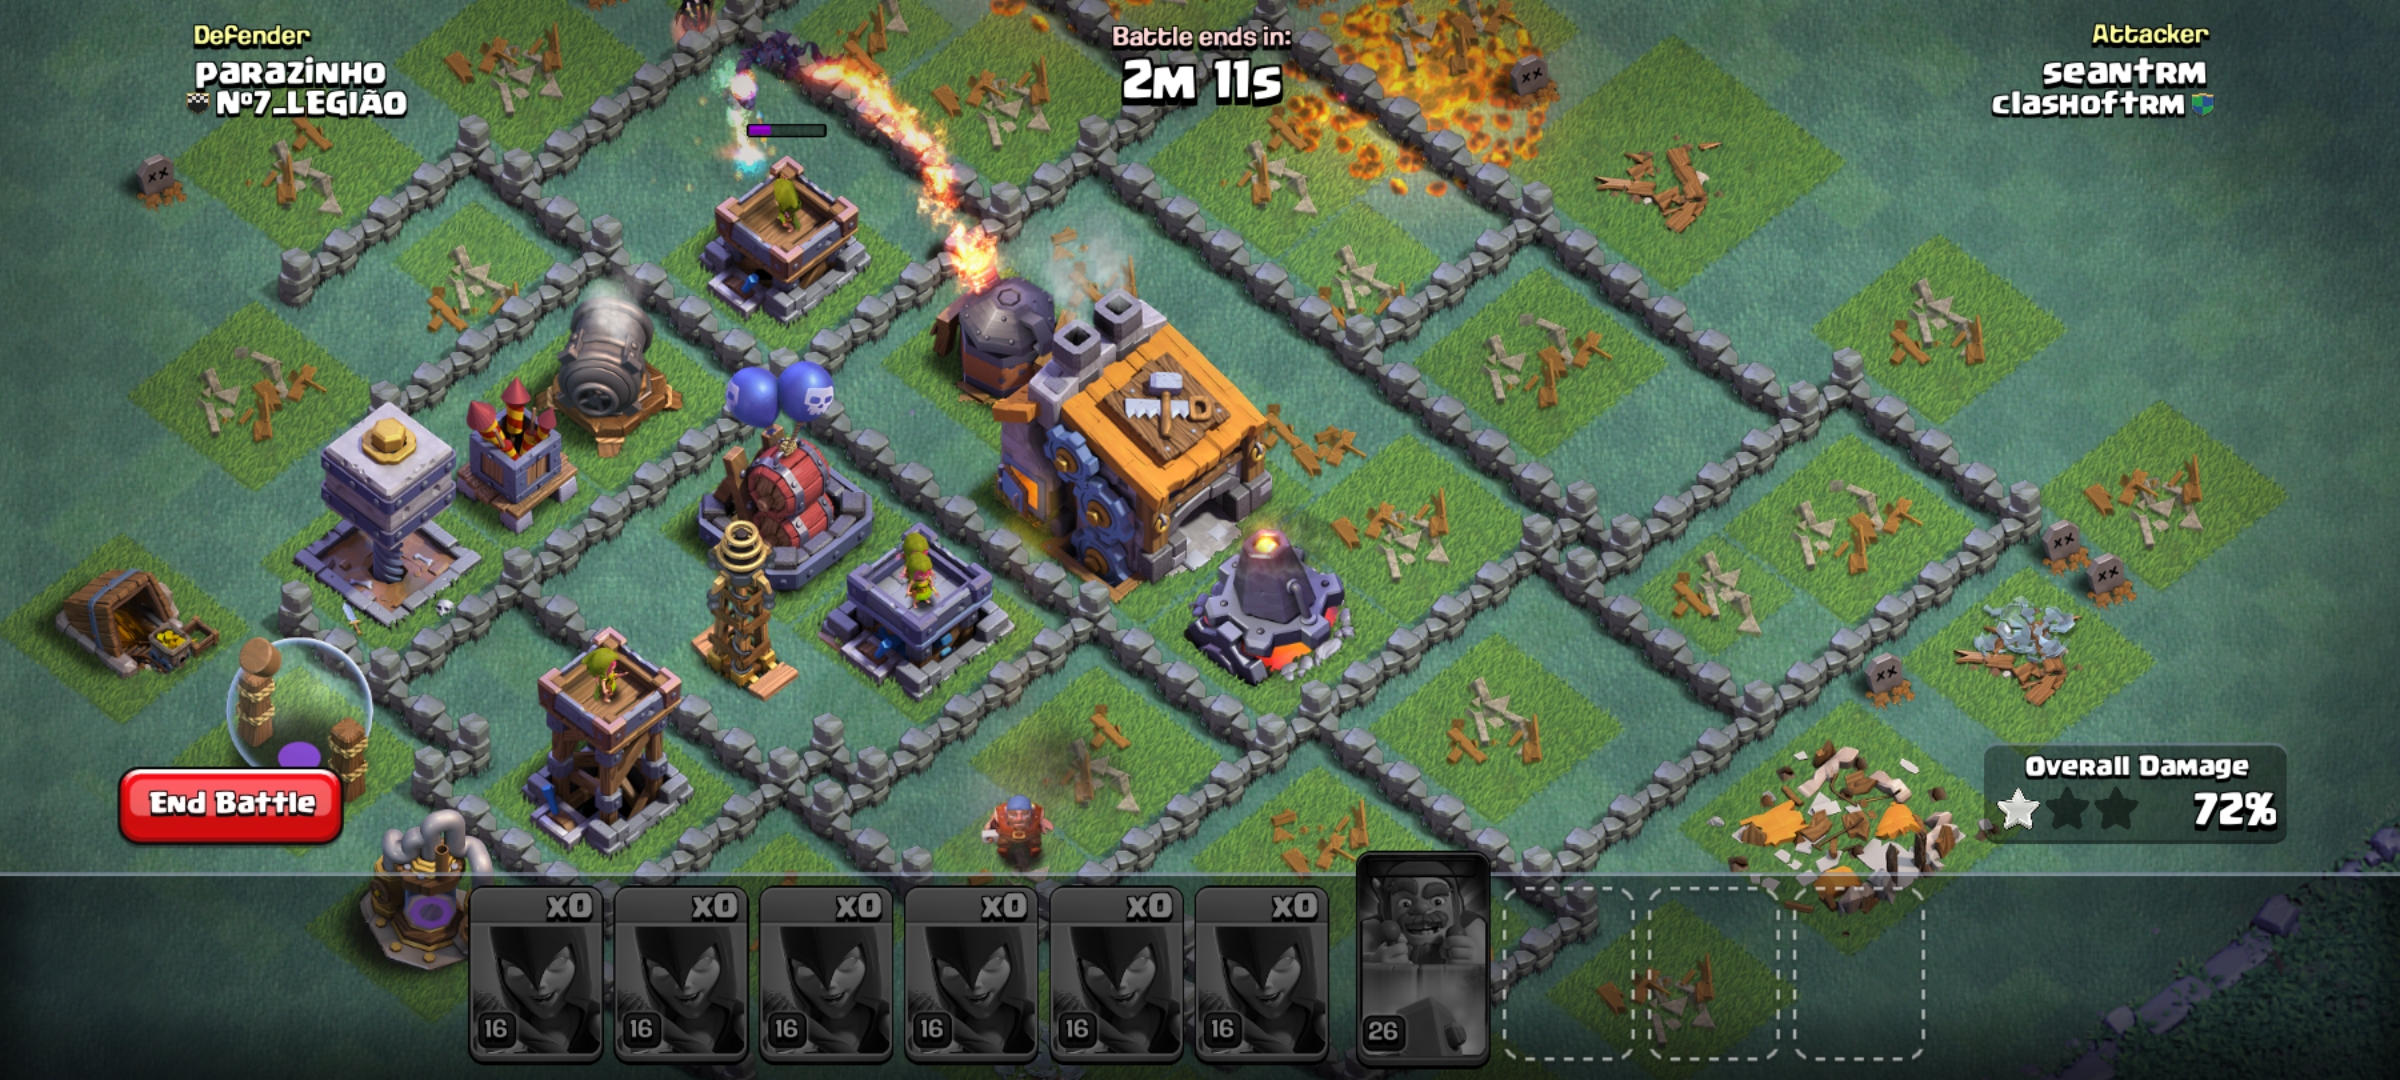 Defender
PARAZINHO
Nº7_LEGIÃO
Battle ends in:
2M 11S
Attacker
seantRM
clashoftRM
End Battle
Overall Damage
72%
x0
x0
x0
x0
x0
x0
16
16
16
16
16
16
26